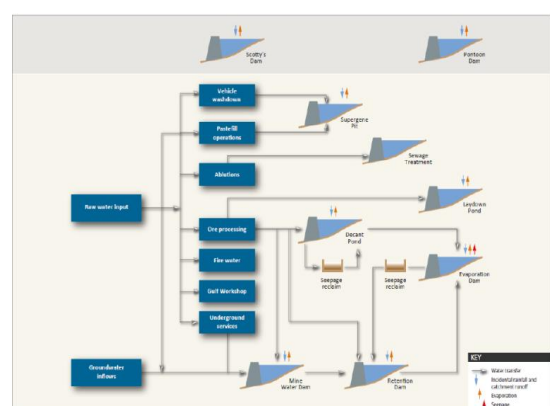 Scotty's
Dam
Pontoon
Dam
Vehicle
washdown
Supergene
Pit
Pastefill
operations
Sewage
Treatment
Ablutions
Raw water input
Laydown
Pond
Ore processing
Decant
Pond
Fire water
Seepage
reclaim
Seepage
reclaim
Evaporation
Dam
Gulf Workshop
Underground
services
Groundwater
inflows
Mine
Water Dam
Retention
Dam
KEY
Water transfer
Incidental rainfall and
catchment runoff
Evaporation
Seepage